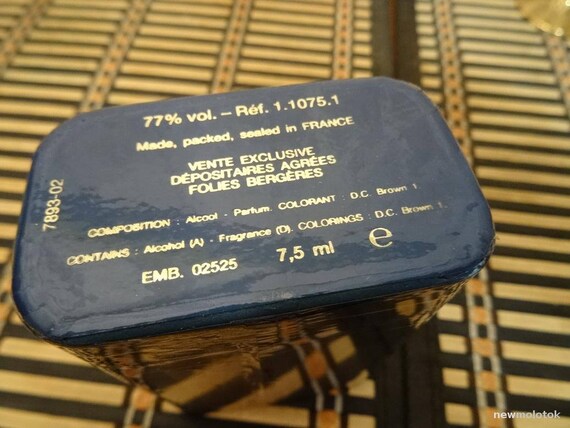 77% vol. – Réf. 1.1075.1
Made, packed, sealed in FRANCE
VENTE EXCLUSIVE
DÉPOSITAIRES AGRÉES
FOLIES BERGÈRES
7893-02
COMPOSITION : Alcool - Parfum. COLORANT : D.C. Brown 1.
CONTAINS : Alcohol (A) - Fragrance (D). COLORINGS : D.C. Brown 1.
EMB. 02525 7,5 ml ℮
newmolotok